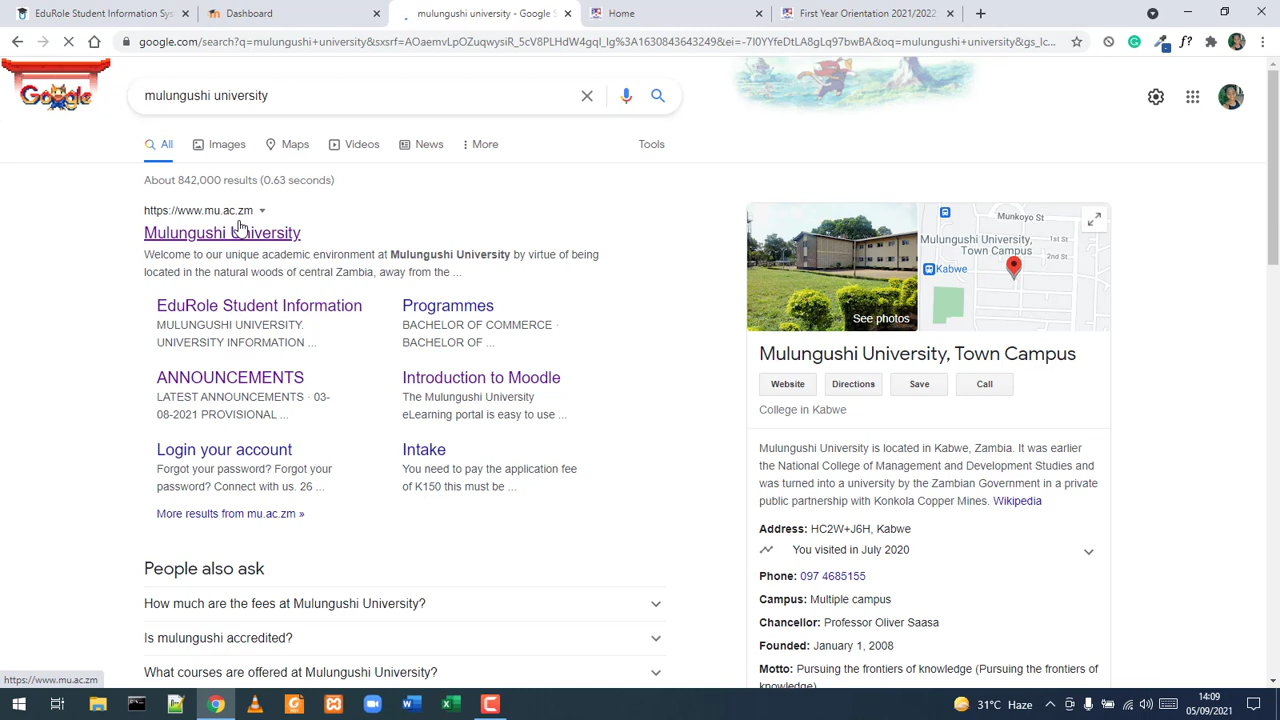 EduRole Student Information Sys
Dashboard
mulungushi university - Google S
Home
First Year Orientation 2021/2022
google.com/search?q=mulungushi+university&sxsrf=AOaemvLpOZuqwysiR_5cV8PLHdW4gqI_lg%3A1630843643249&ei=-7I0YYfeDtLA8gLq97bwBA&oq=mulungushi+university&gs_lc...
Google
mulungushi university
All
Images
Maps
Videos
News
More
Tools
About 842,000 results (0.63 seconds)
https://www.mu.ac.zm
Mulungushi University
Welcome to our unique academic environment at Mulungushi University by virtue of being
located in the natural woods of central Zambia, away from the ...
EduRole Student Information
MULUNGUSHI UNIVERSITY.
UNIVERSITY INFORMATION ...
Programmes
BACHELOR OF COMMERCE ·
BACHELOR OF ...
ANNOUNCEMENTS
LATEST ANNOUNCEMENTS · 03-
08-2021 PROVISIONAL ...
Introduction to Moodle
The Mulungushi University
eLearning portal is easy to use ...
Login your account
Forgot your password? Forgot your
password? Connect with us. 26 ...
Intake
You need to pay the application fee
of K150 this must be ...
More results from mu.ac.zm »
People also ask
How much are the fees at Mulungushi University?
Is mulungushi accredited?
What courses are offered at Mulungushi University?
See photos
Munkoyo St
1st St
2nd St
Mulungushi University,
Town Campus
Kabwe
Mulungushi University, Town Campus
Website
Directions
Save
Call
College in Kabwe
Mulungushi University is located in Kabwe, Zambia. It was earlier
the National College of Management and Development Studies and
was turned into a university by the Zambian Government in a private
public partnership with Konkola Copper Mines. Wikipedia
Address: HC2W+J6H, Kabwe
You visited in July 2020
Phone: 097 4685155
Campus: Multiple campus
Chancellor: Professor Oliver Saasa
Founded: January 1, 2008
Motto: Pursuing the frontiers of knowledge (Pursuing the frontiers of
knowledge)
https://www.mu.ac.zm
31°C Haze
14:09
05/09/2021